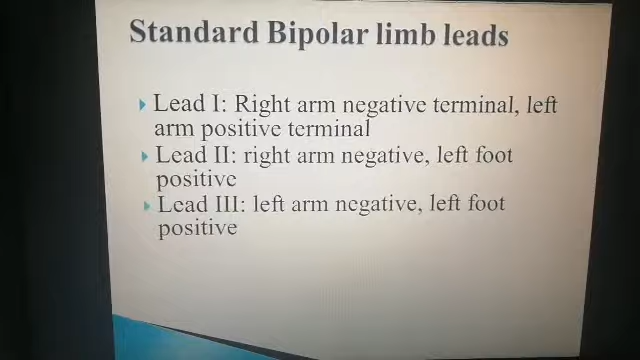 Standard Bipolar limb leads
Lead I: Right arm negative terminal, left
arm positive terminal
Lead II: right arm negative, left foot
positive
Lead III: left arm negative, left foot
positive